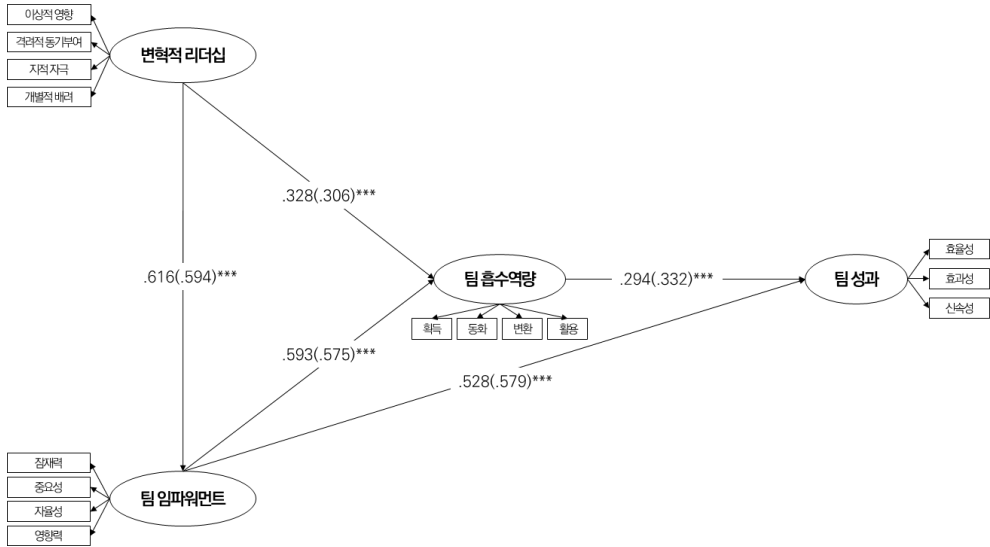 이상적 영향
격려적 동기부여
변혁적 리더십
지적 자극
개별적 배려
.328(.306)***
.616(.594)***
팀 흡수역량
.294(.332)***
팀 성과
효율성
효과성
신속성
획득
동화
변환
활용
.593(.575)***
.528(.579)***
잠재력
중요성
팀 임파워먼트
자율성
영향력